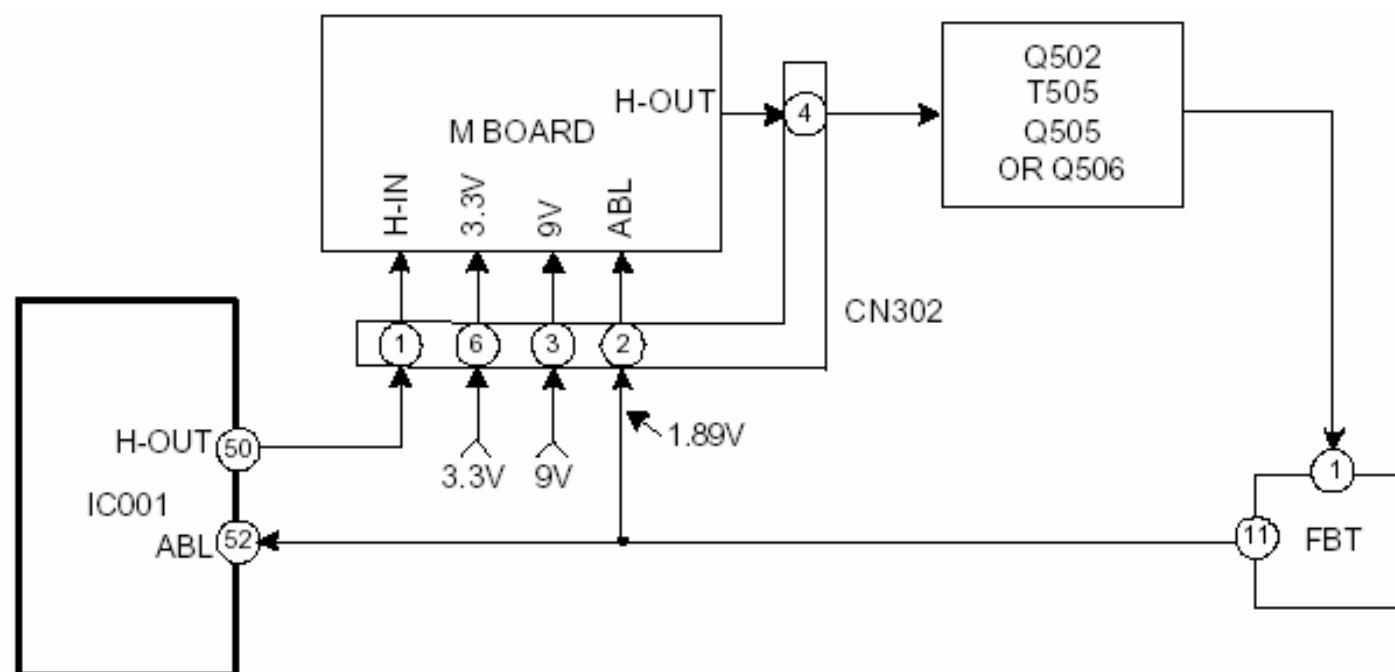 Q502
T505
Q505
OR Q506
H-OUT
4
M BOARD
H-IN
3.3V
9V
ABL
CN302
1
6
3
2
1.89V
3.3V
9V
H-OUT
50
IC001
ABL
52
1
11
FBT